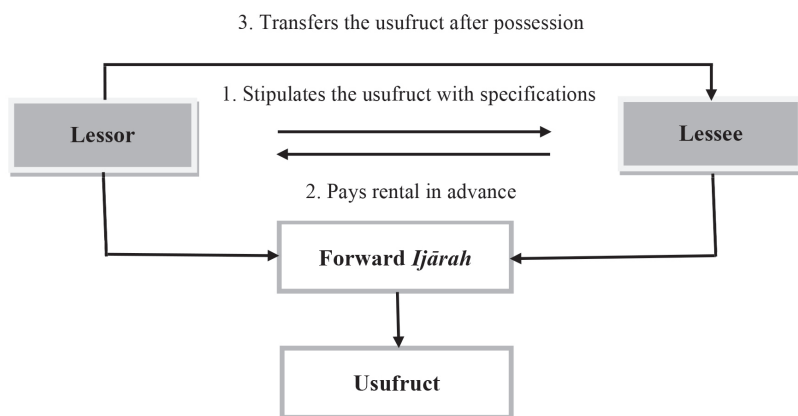 3. Transfers the usufruct after possession
1. Stipulates the usufruct with specifications
Lessor
Lessee
2. Pays rental in advance
Forward Ijārah
Usufruct